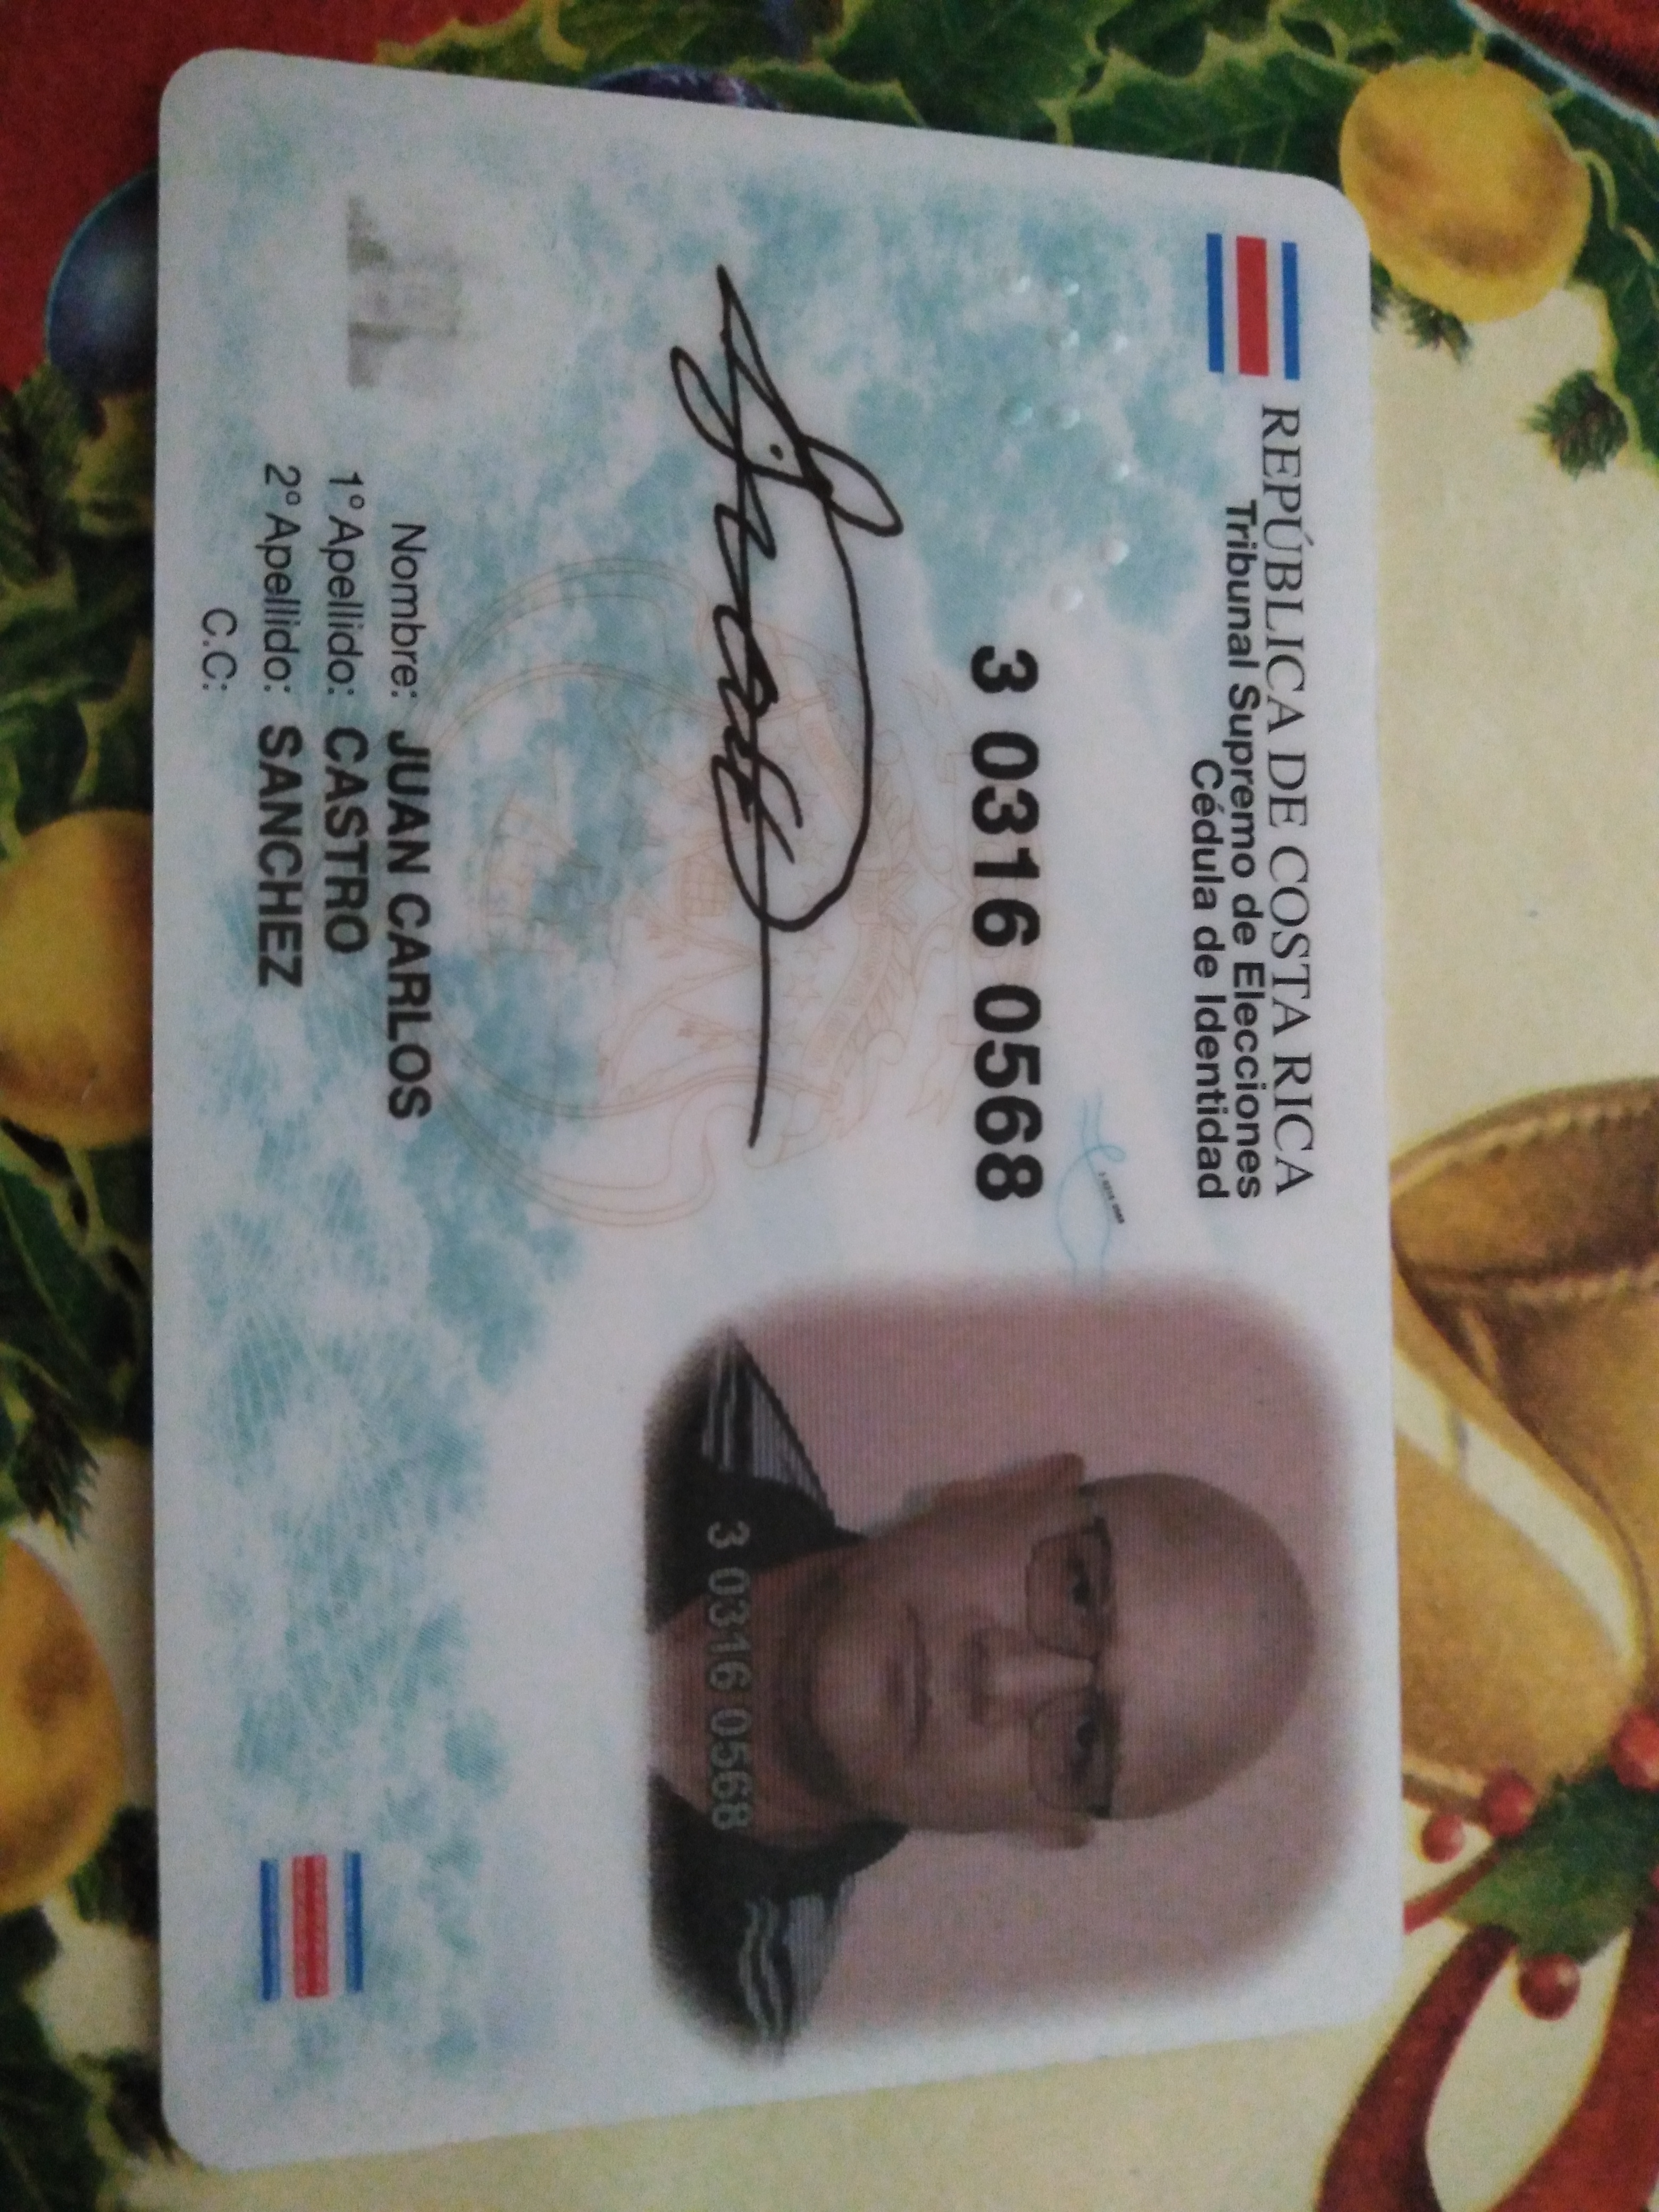 REPÚBLICA DE COSTA RICA
Tribunal Supremo de Elecciones
Cédula de Identidad
3 0316 0568
Nombre: JUAN CARLOS
1° Apellido: CASTRO
2° Apellido: SANCHEZ
C.C:
3 0316 0568